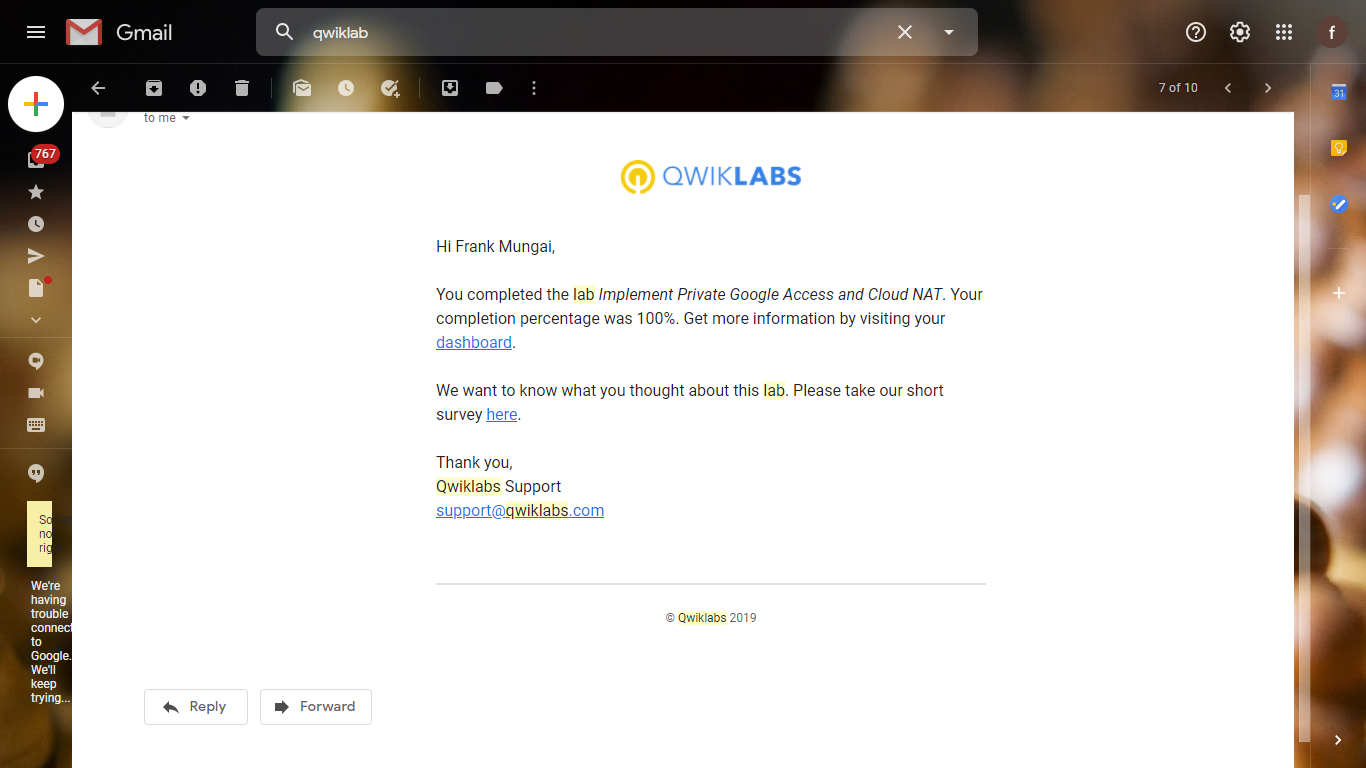 Gmail
qwiklab
f
7 of 10
31
767
to me
QWIKLABS
Hi Frank Mungai,
You completed the lab Implement Private Google Access and Cloud NAT. Your
completion percentage was 100%. Get more information by visiting your
dashboard.
We want to know what you thought about this lab. Please take our short
survey here.
Thank you,
Qwiklabs Support
support@qwiklabs.com
© Qwiklabs 2019
So
no
rig
We're
having
trouble
connect
to
Google.
We'll
keep
trying...
Reply
Forward